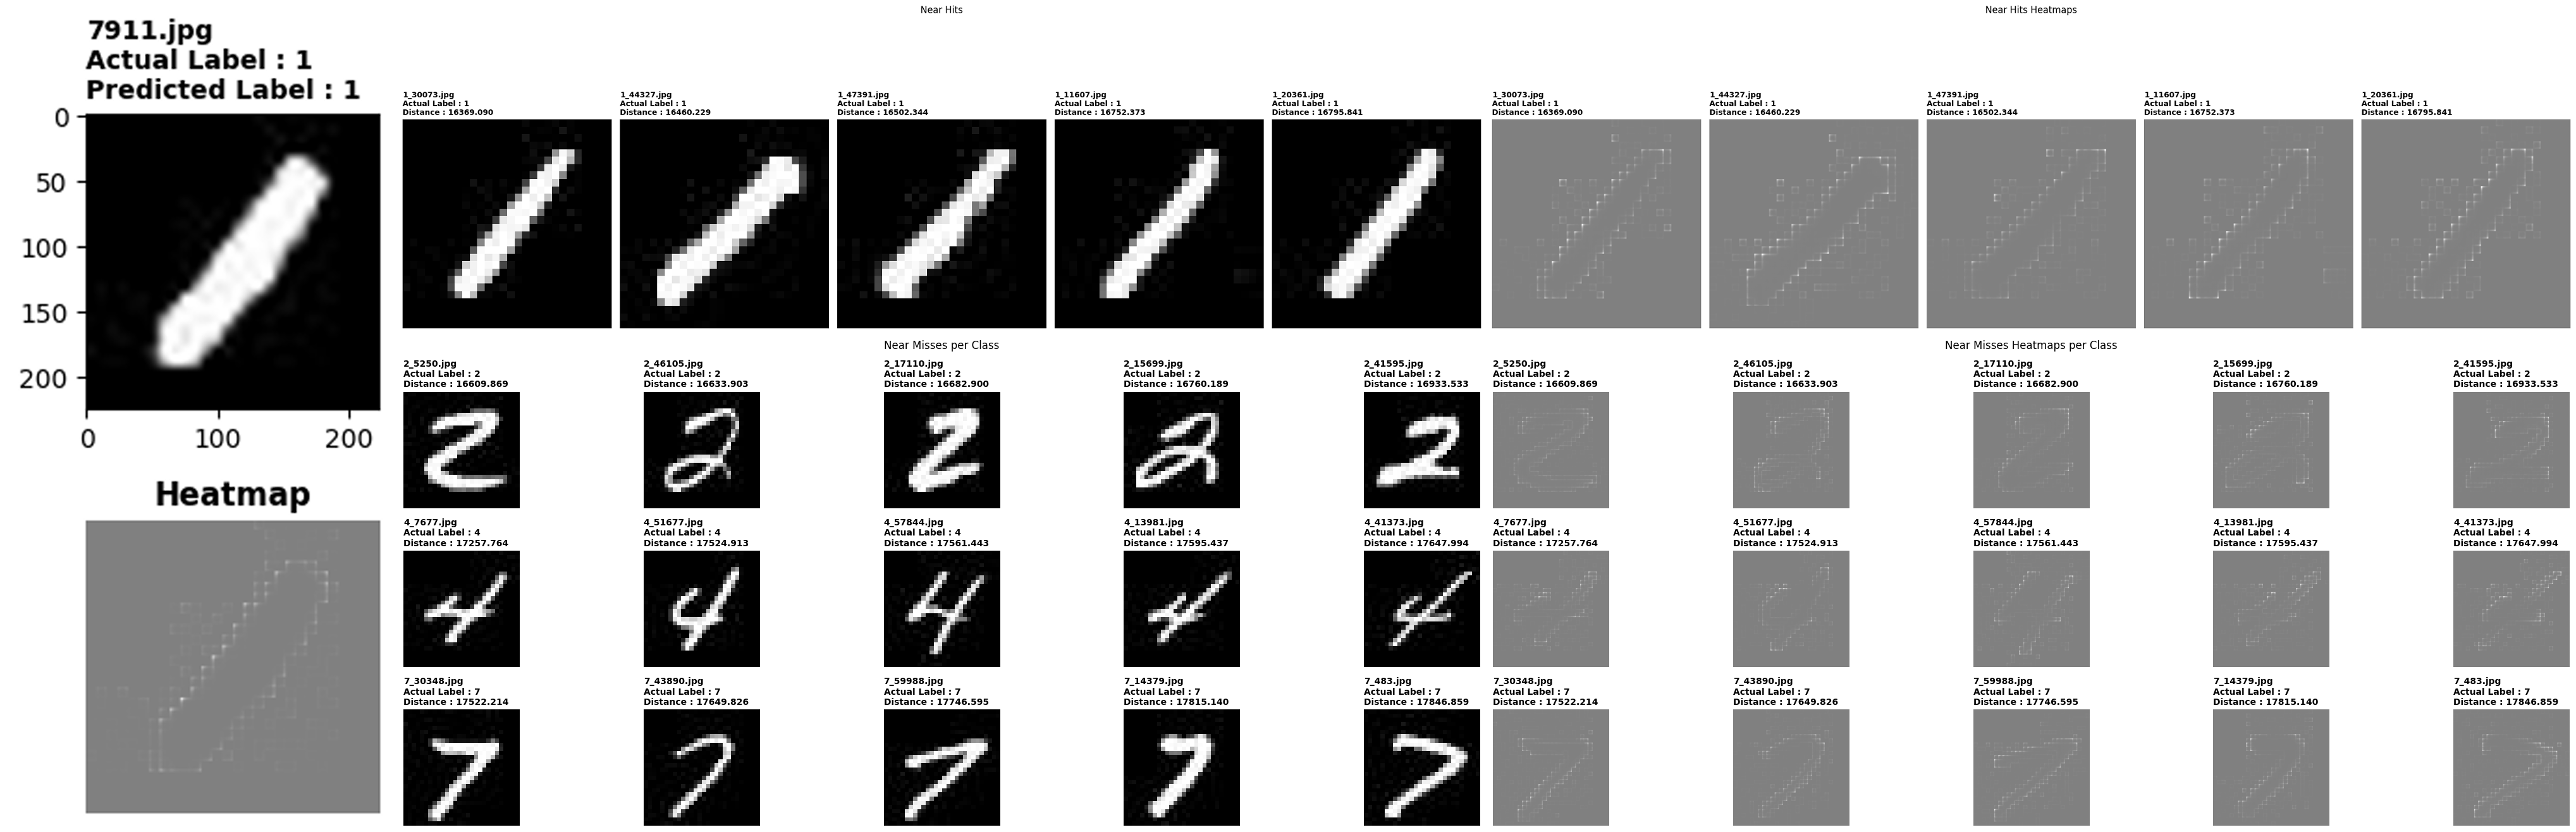 7911.jpg
Actual Label : 1
Predicted Label : 1
0
50
100
150
200
0 100 200
Heatmap
Near Hits
1_30073.jpg
Actual Label : 1
Distance : 16369.090
1_44327.jpg
Actual Label : 1
Distance : 16460.229
1_47391.jpg
Actual Label : 1
Distance : 16502.344
1_11607.jpg
Actual Label : 1
Distance : 16752.373
1_20361.jpg
Actual Label : 1
Distance : 16795.841
Near Hits Heatmaps
1_30073.jpg
Actual Label : 1
Distance : 16369.090
1_44327.jpg
Actual Label : 1
Distance : 16460.229
1_47391.jpg
Actual Label : 1
Distance : 16502.344
1_11607.jpg
Actual Label : 1
Distance : 16752.373
1_20361.jpg
Actual Label : 1
Distance : 16795.841
Near Misses per Class
2_5250.jpg
Actual Label : 2
Distance : 16609.869
2_46105.jpg
Actual Label : 2
Distance : 16633.903
2_17110.jpg
Actual Label : 2
Distance : 16682.900
2_15699.jpg
Actual Label : 2
Distance : 16760.189
2_41595.jpg
Actual Label : 2
Distance : 16933.533
4_7677.jpg
Actual Label : 4
Distance : 17257.764
4_51677.jpg
Actual Label : 4
Distance : 17524.913
4_57844.jpg
Actual Label : 4
Distance : 17561.443
4_13981.jpg
Actual Label : 4
Distance : 17595.437
4_41373.jpg
Actual Label : 4
Distance : 17647.994
7_30348.jpg
Actual Label : 7
Distance : 17522.214
7_43890.jpg
Actual Label : 7
Distance : 17649.826
7_59988.jpg
Actual Label : 7
Distance : 17746.595
7_14379.jpg
Actual Label : 7
Distance : 17815.140
7_483.jpg
Actual Label : 7
Distance : 17846.859
Near Misses Heatmaps per Class
2_5250.jpg
Actual Label : 2
Distance : 16609.869
2_46105.jpg
Actual Label : 2
Distance : 16633.903
2_17110.jpg
Actual Label : 2
Distance : 16682.900
2_15699.jpg
Actual Label : 2
Distance : 16760.189
2_41595.jpg
Actual Label : 2
Distance : 16933.533
4_7677.jpg
Actual Label : 4
Distance : 17257.764
4_51677.jpg
Actual Label : 4
Distance : 17524.913
4_57844.jpg
Actual Label : 4
Distance : 17561.443
4_13981.jpg
Actual Label : 4
Distance : 17595.437
4_41373.jpg
Actual Label : 4
Distance : 17647.994
7_30348.jpg
Actual Label : 7
Distance : 17522.214
7_43890.jpg
Actual Label : 7
Distance : 17649.826
7_59988.jpg
Actual Label : 7
Distance : 17746.595
7_14379.jpg
Actual Label : 7
Distance : 17815.140
7_483.jpg
Actual Label : 7
Distance : 17846.859